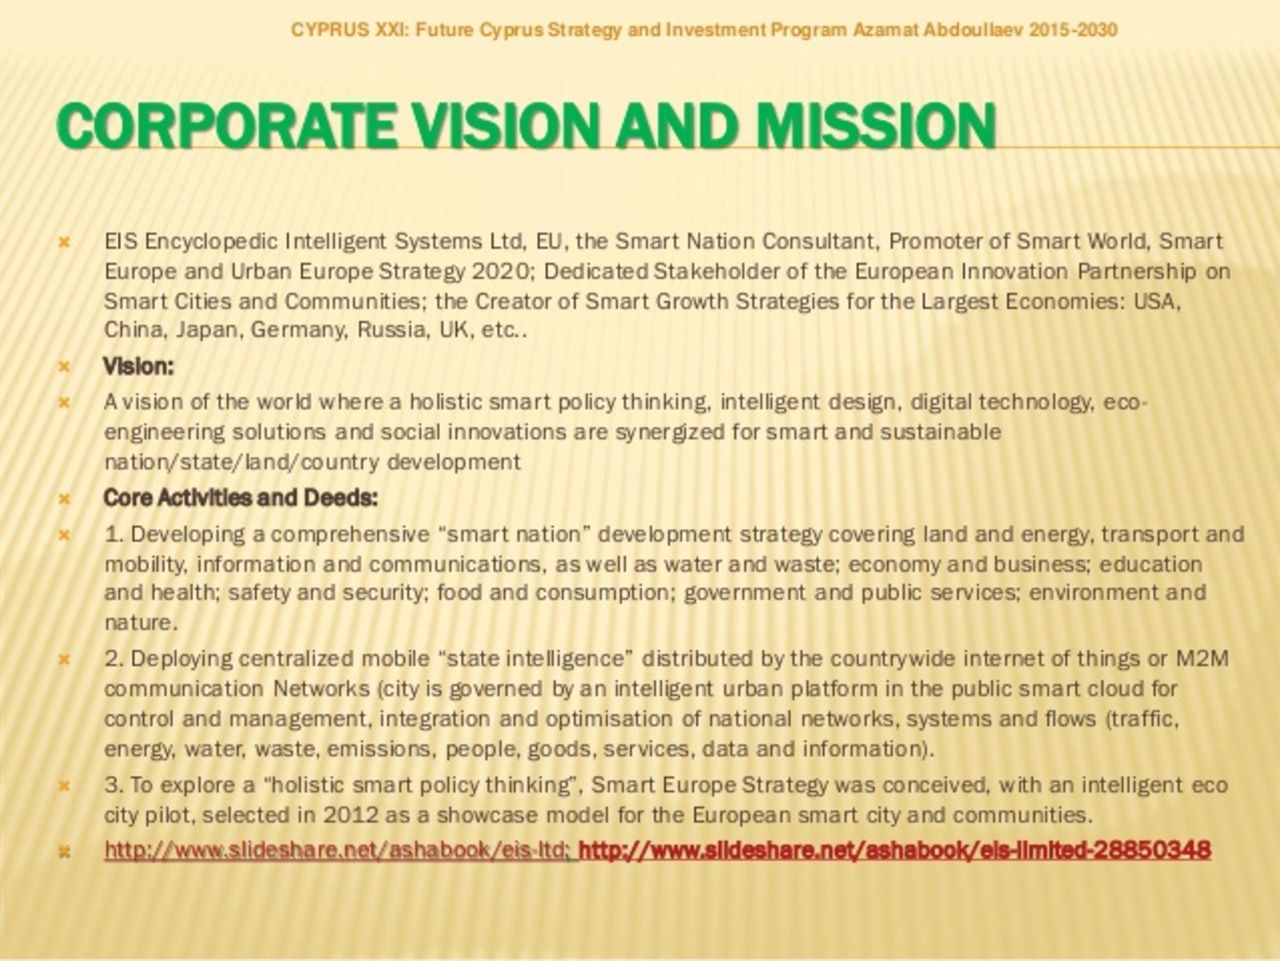 CYPRUS XXI: Future Cyprus Strategy and Investment Program Azamat Abdoullaev 2015-2030
CORPORATE VISION AND MISSION
EIS Encyclopedic Intelligent Systems Ltd, EU, the Smart Nation Consultant, Promoter of Smart World, Smart
Europe and Urban Europe Strategy 2020; Dedicated Stakeholder of the European Innovation Partnership on
Smart Cities and Communities; the Creator of Smart Growth Strategies for the Largest Economies: USA,
China, Japan, Germany, Russia, UK, etc..
Vision:
A vision of the world where a holistic smart policy thinking, intelligent design, digital technology, eco-
engineering solutions and social innovations are synergized for smart and sustainable
nation/state/land/country development
Core Activities and Deeds:
1. Developing a comprehensive “smart nation” development strategy covering land and energy, transport and
mobility, information and communications, as well as water and waste; economy and business; education
and health; safety and security; food and consumption; government and public services; environment and
nature.
2. Deploying centralized mobile “state intelligence” distributed by the countrywide internet of things or M2M
communication Networks (city is governed by an intelligent urban platform in the public smart cloud for
control and management, integration and optimisation of national networks, systems and flows (traffic,
energy, water, waste, emissions, people, goods, services, data and information).
3. To explore a “holistic smart policy thinking”, Smart Europe Strategy was conceived, with an intelligent eco
city pilot, selected in 2012 as a showcase model for the European smart city and communities.
http://www.slideshare.net/ashabook/eis-ltd; http://www.slideshare.net/ashabook/eis-limited-28850348